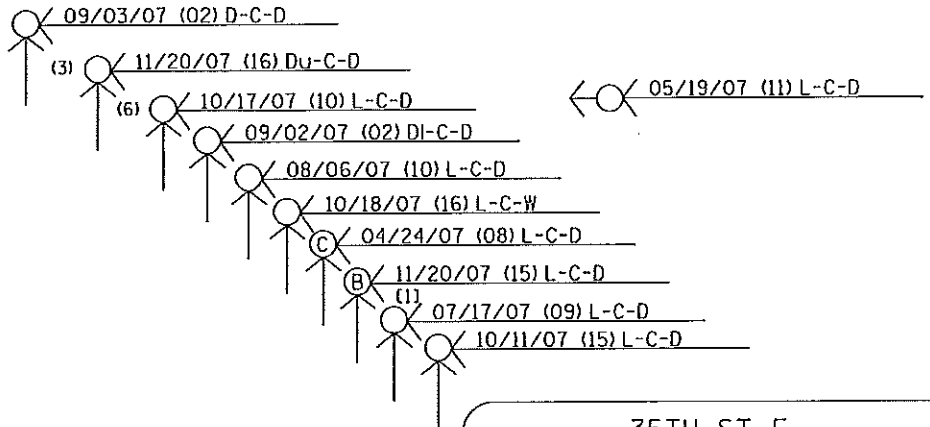 09/03/07 (02) D-C-D
(3) 11/20/07 (16) Du-C-D
(6) 10/17/07 (10) L-C-D
05/19/07 (11) L-C-D
09/02/07 (02) Dl-C-D
08/06/07 (10) L-C-D
10/18/07 (16) L-C-W
C 04/24/07 (08) L-C-D
B 11/20/07 (15) L-C-D
[1]
07/17/07 (09) L-C-D
10/11/07 (15) L-C-D